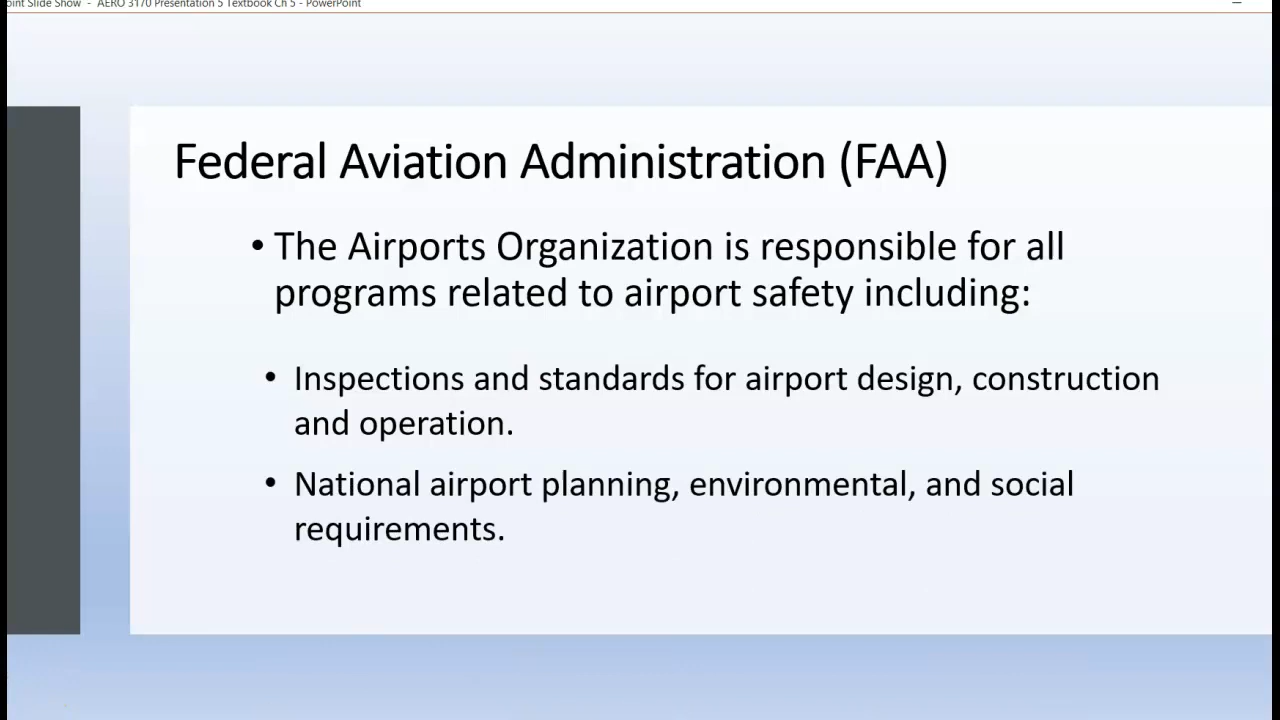 oint Slide Show - AERO 3170 Presentation 5 Textbook Ch 5 - PowerPoint
Federal Aviation Administration (FAA)
• The Airports Organization is responsible for all
programs related to airport safety including:
• Inspections and standards for airport design, construction
and operation.
• National airport planning, environmental, and social
requirements.